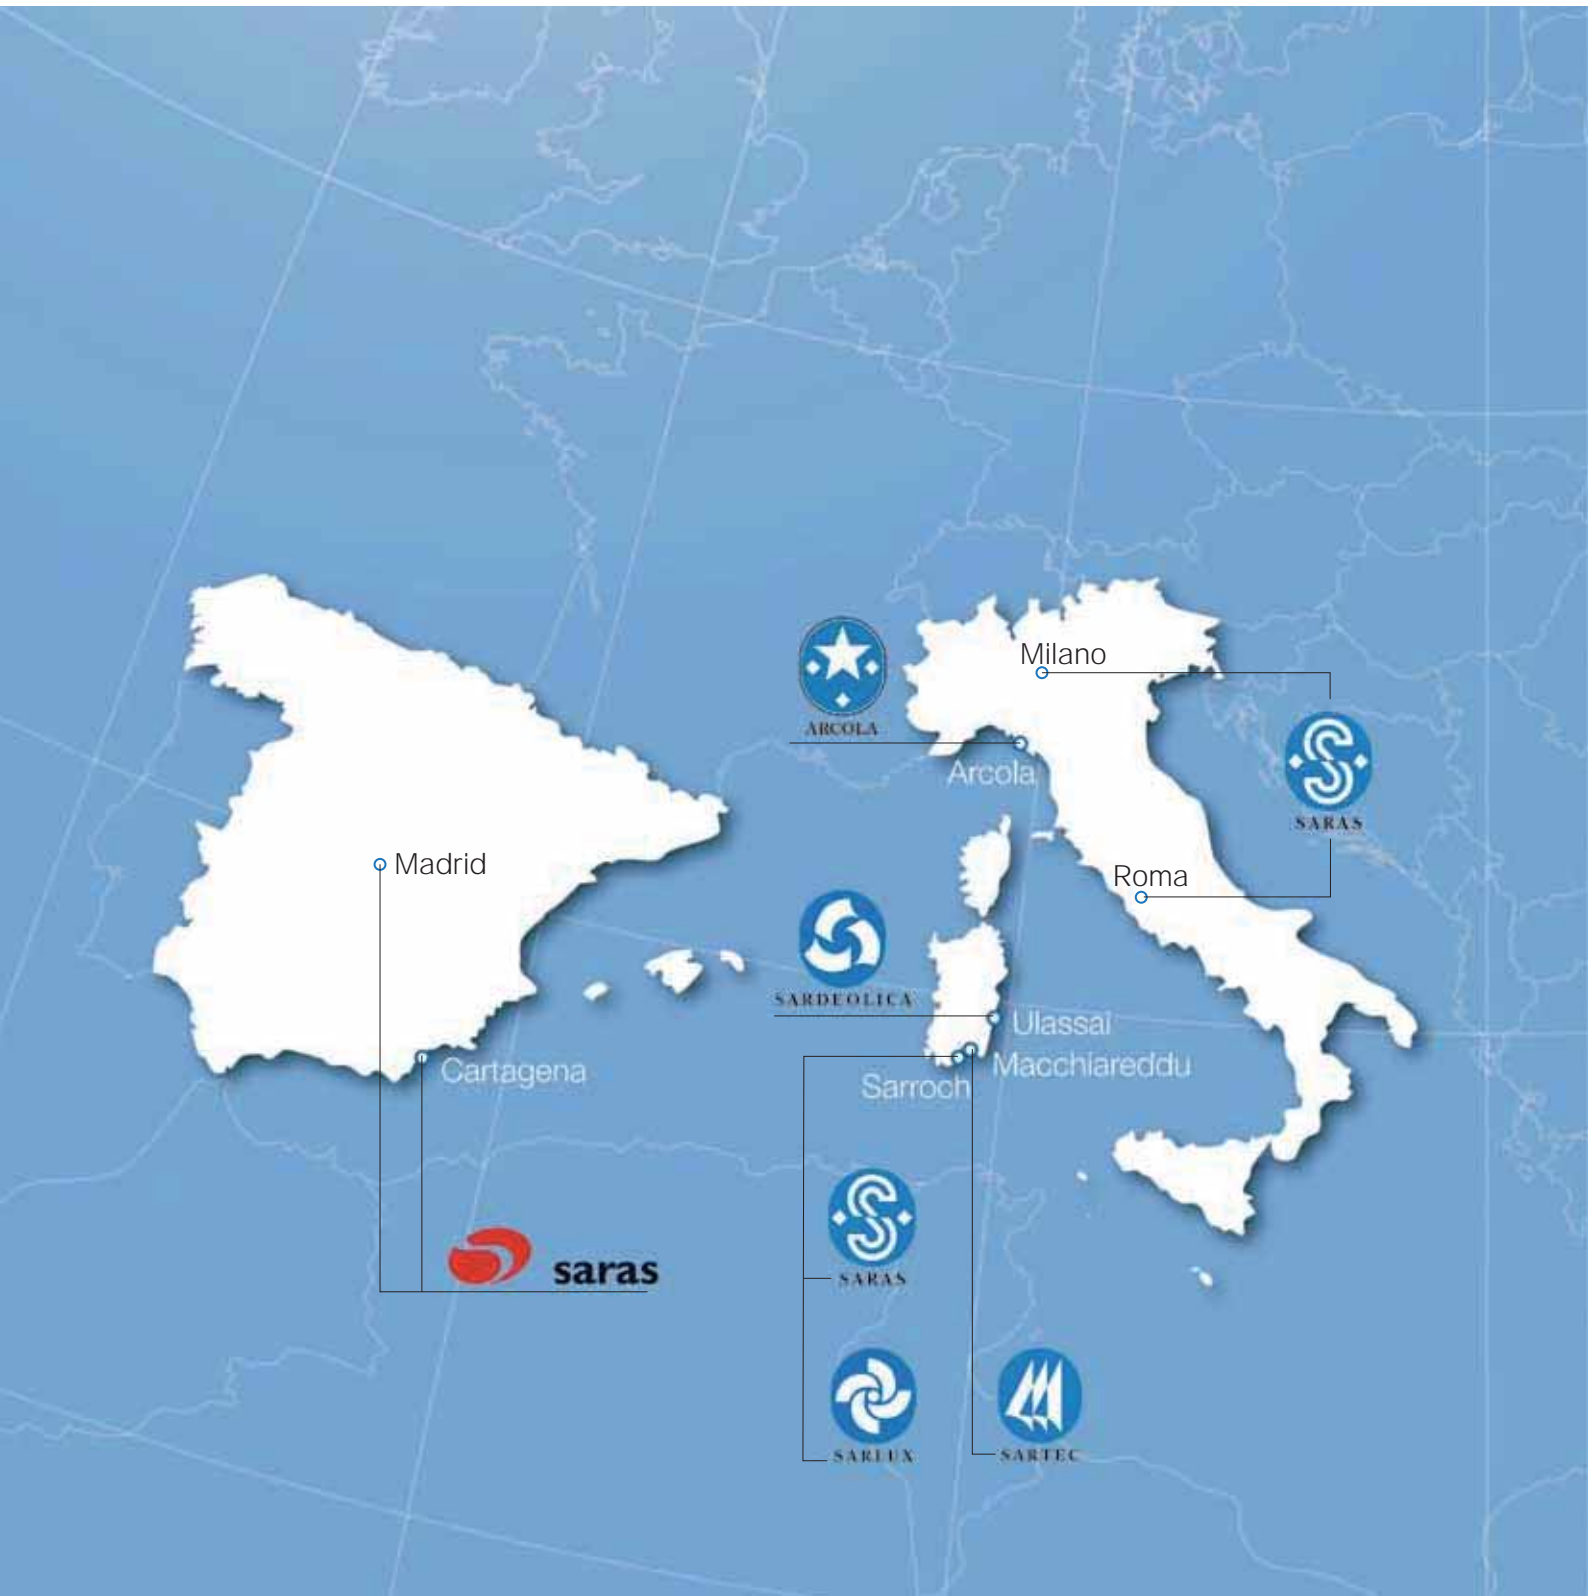 Milano
ARCOLA
Arcola
SARAS
Madrid
Roma
SARDEOLICA
Ulassai
Cartagena
Macchiareddu
Sarroch
saras
SARAS
SARLUX
SARTEC